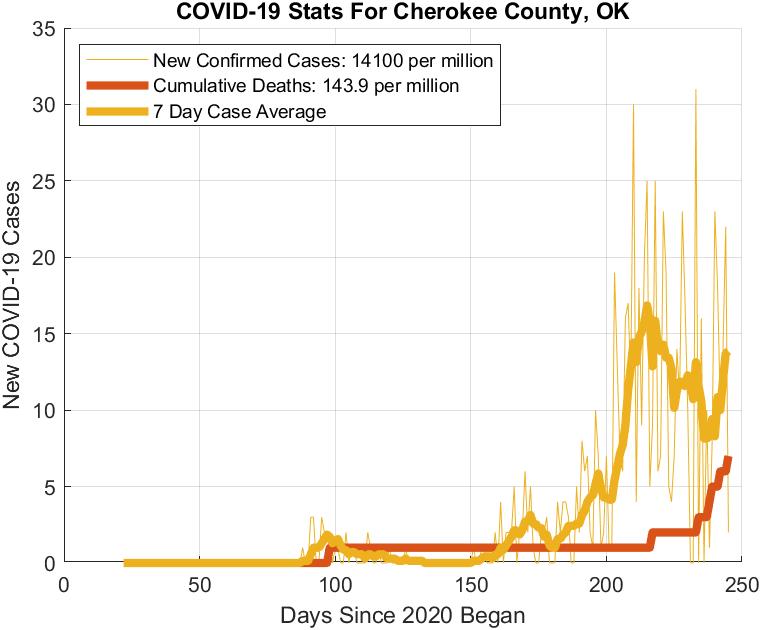 COVID-19 Stats For Cherokee County, OK
New Confirmed Cases: 14100 per million
Cumulative Deaths: 143.9 per million
7 Day Case Average
New COVID-19 Cases
35
30
25
20
15
10
5
0
0 50 100 150 200 250
Days Since 2020 Began